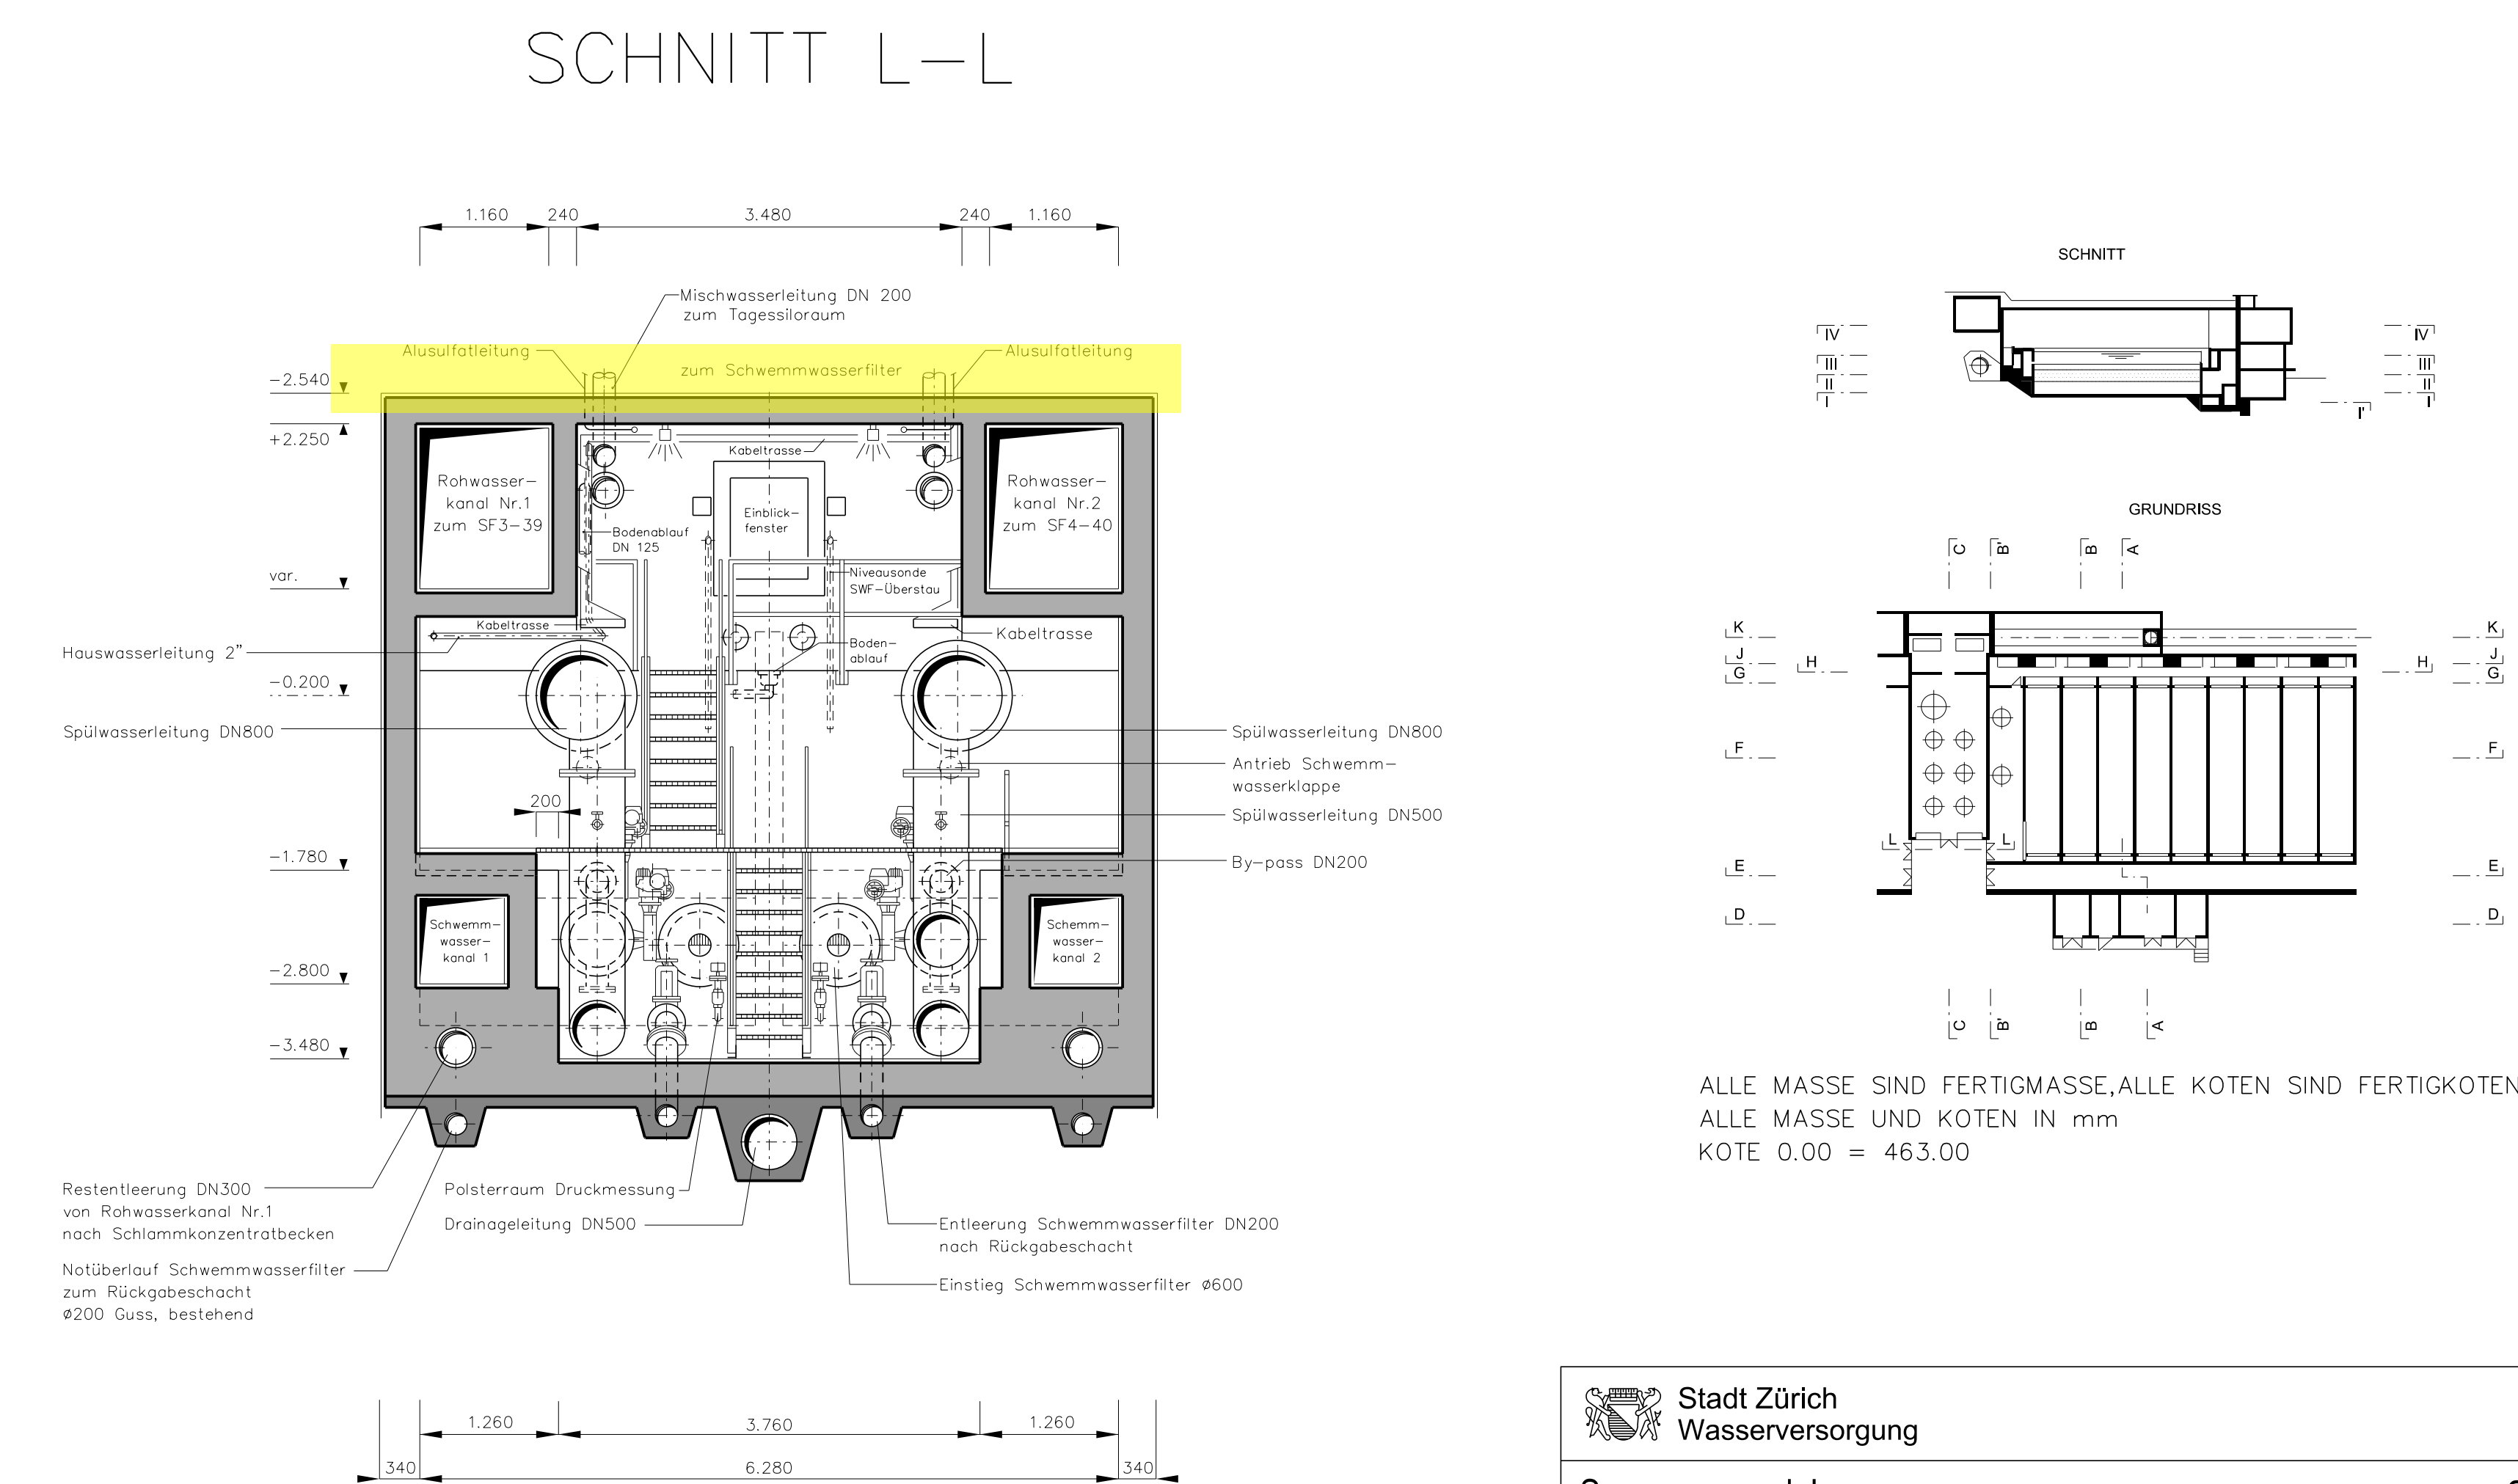 SCHNITT L-L
1.160 240 3.480 240 1.160
Mischwasserleitung DN 200
zum Tagessiloraum
Alusulfatleitung
zum Schwemmwasserfilter
Alusulfatleitung
-2.540
+2.250
var.
-0.200
-1.780
-2.800
-3.480
Kabeltrasse
Rohwasser-
kanal Nr.1
zum SF3-39
Rohwasser-
kanal Nr.2
zum SF4-40
Einblick-
fenster
Bodenablauf
DN 125
Niveausonde
SWF-Überstau
Kabeltrasse
Kabeltrasse
Boden-
ablauf
Hauswasserleitung 2"
Spülwasserleitung DN800
200
Spülwasserleitung DN800
Antrieb Schwemm-
wasserklappe
Spülwasserleitung DN500
By-pass DN200
Schwemm-
wasser-
kanal 1
Schemm-
wasser-
kanal 2
Restentleerung DN300
von Rohwasserkanal Nr.1
nach Schlammkonzentratbecken
Notüberlauf Schwemmwasserfilter
zum Rückgabeschacht
ø200 Guss, bestehend
Polsterraum Druckmessung
Drainageleitung DN500
Entleerung Schwemmwasserfilter DN200
nach Rückgabeschacht
Einstieg Schwemmwasserfilter ø600
1.260 3.760 1.260
340 6.280 340
SCHNITT
IV IV
III III
II II
I I
I'
GRUNDRISS
C B' B A
K K
J J
H H
G G
F F
L L
E E
D D
C B' B A
ALLE MASSE SIND FERTIGMASSE,ALLE KOTEN SIND FERTIGKOTEN
ALLE MASSE UND KOTEN IN mm
KOTE 0.00 = 463.00
Stadt Zürich
Wasserversorgung